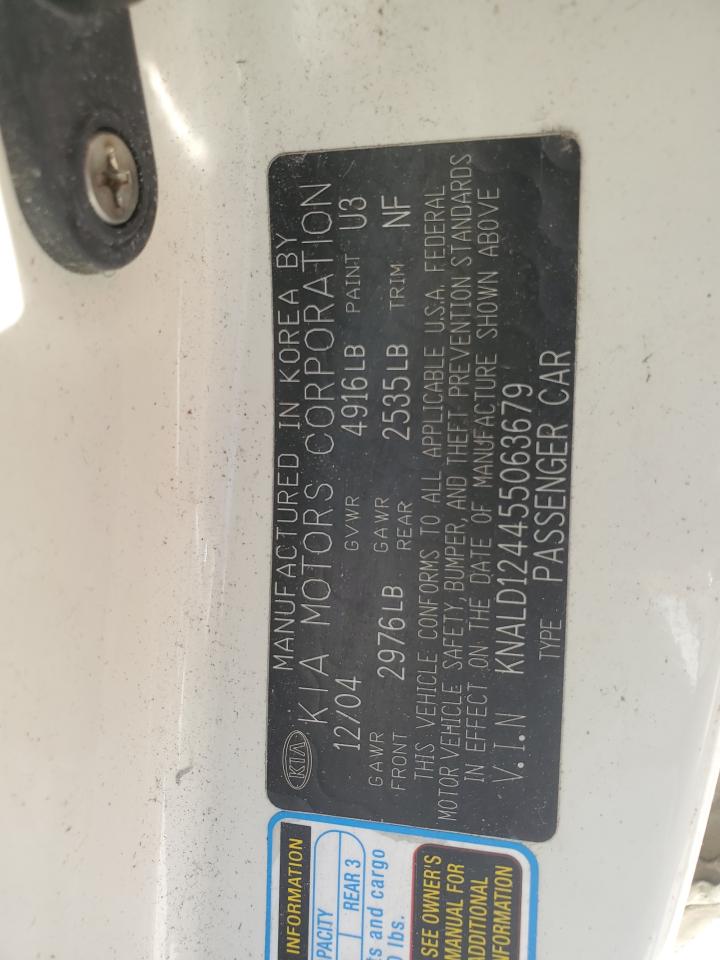 MANUFACTURED IN KOREA BY
KIA KIA MOTORS CORPORATION
12/04 GVWR 4916LB PAINT U3
GAWR FRONT 2976LB GAWR REAR 2535LB TRIM NF
THIS VEHICLE CONFORMS TO ALL APPLICABLE U.S.A. FEDERAL
MOTOR VEHICLE SAFETY, BUMPER, AND THEFT PREVENTION STANDARDS
IN EFFECT ON THE DATE OF MANUFACTURE SHOWN ABOVE
V.I.N KNALD124455063679
TYPE PASSENGER CAR
INFORMATION
PACITY
REAR 3
ts and cargo
0 lbs.
SEE OWNER'S
MANUAL FOR
ADDITIONAL
INFORMATION